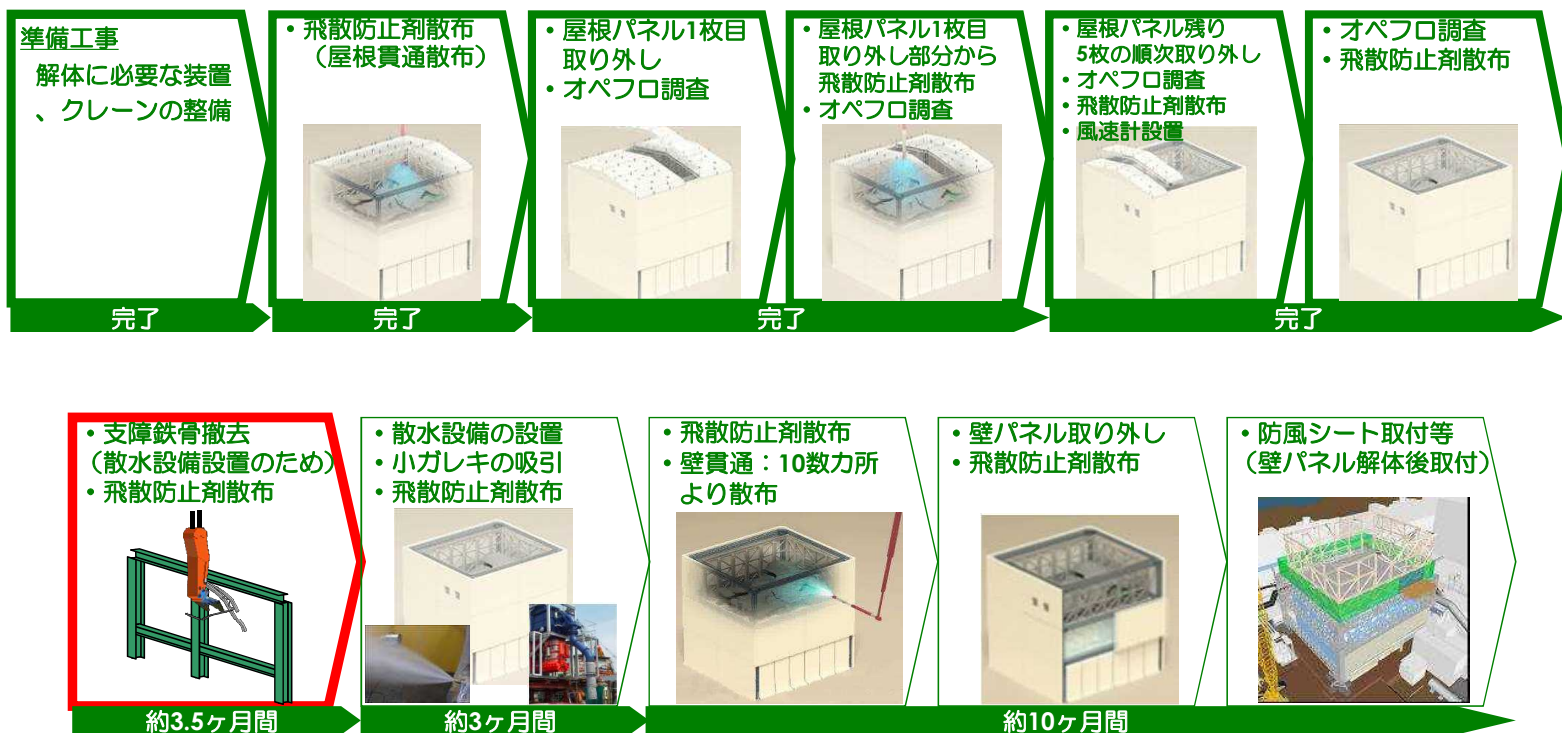 準備工事
解体に必要な装置
、クレーンの整備
• 飛散防止剤散布
（屋根貫通散布）
• 屋根パネル1枚目
取り外し
• オペフロ調査
• 屋根パネル1枚目
取り外し部分から
飛散防止剤散布
• オペフロ調査
• 屋根パネル残り
5枚の順次取り外し
• オペフロ調査
• 飛散防止剤散布
• 風速計設置
• オペフロ調査
• 飛散防止剤散布
完了
完了
完了
完了
• 支障鉄骨撤去
（散水設備設置のため）
• 飛散防止剤散布
• 散水設備の設置
• 小ガレキの吸引
• 飛散防止剤散布
• 飛散防止剤散布
• 壁貫通：10数カ所
より散布
• 壁パネル取り外し
• 飛散防止剤散布
• 防風シート取付等
（壁パネル解体後取付）
約3.5ヶ月間
約3ヶ月間
約10ヶ月間